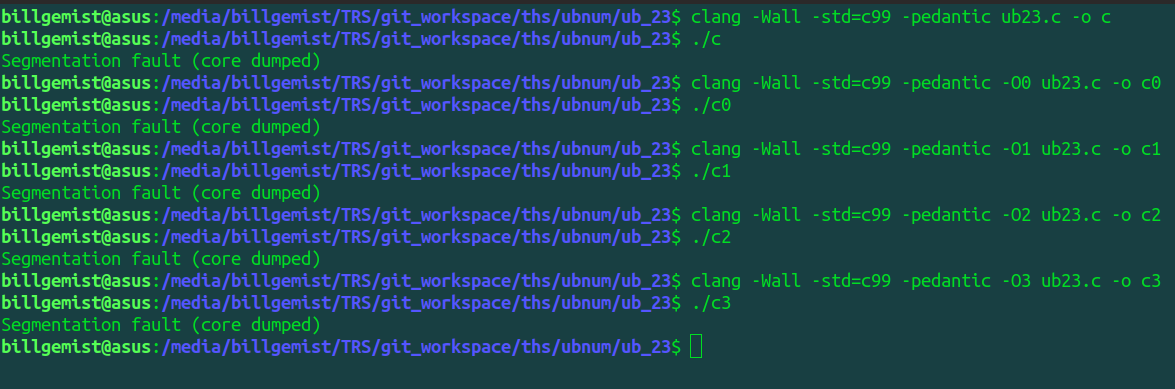 billgemist@asus:/media/billgemist/TRS/git_workspace/ths/ubnum/ub_23$ clang -Wall -std=c99 -pedantic ub23.c -o c
billgemist@asus:/media/billgemist/TRS/git_workspace/ths/ubnum/ub_23$ ./c
Segmentation fault (core dumped)
billgemist@asus:/media/billgemist/TRS/git_workspace/ths/ubnum/ub_23$ clang -Wall -std=c99 -pedantic -O0 ub23.c -o c0
billgemist@asus:/media/billgemist/TRS/git_workspace/ths/ubnum/ub_23$ ./c0
Segmentation fault (core dumped)
billgemist@asus:/media/billgemist/TRS/git_workspace/ths/ubnum/ub_23$ clang -Wall -std=c99 -pedantic -O1 ub23.c -o c1
billgemist@asus:/media/billgemist/TRS/git_workspace/ths/ubnum/ub_23$ ./c1
Segmentation fault (core dumped)
billgemist@asus:/media/billgemist/TRS/git_workspace/ths/ubnum/ub_23$ clang -Wall -std=c99 -pedantic -O2 ub23.c -o c2
billgemist@asus:/media/billgemist/TRS/git_workspace/ths/ubnum/ub_23$ ./c2
Segmentation fault (core dumped)
billgemist@asus:/media/billgemist/TRS/git_workspace/ths/ubnum/ub_23$ clang -Wall -std=c99 -pedantic -O3 ub23.c -o c3
billgemist@asus:/media/billgemist/TRS/git_workspace/ths/ubnum/ub_23$ ./c3
Segmentation fault (core dumped)
billgemist@asus:/media/billgemist/TRS/git_workspace/ths/ubnum/ub_23$